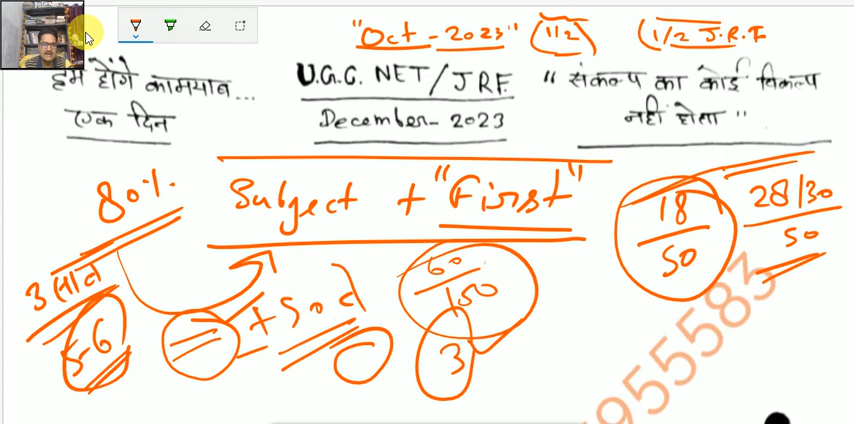 "Oct - 2023" (1/2) (1/2 J.R.F
हम होंगे कामयाब... U.G.C. NET/JRF. "संकल्प का कोई विकल्प
एक दिन December-2023 नहीं होता"
80% Subject + "First" 18/50 28/30/50
3 साल 60/150
56 = + 3
955583